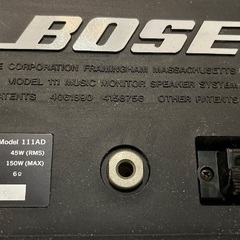 BOSE
E CORPORATION FRAMINGHAM MASSACHUSETTS
MODEL 111 MUSIC MONITOR SPEAKER SYSTEM
ATENTS 4061890 4158756 OTHER PATENTS
Model 111AD
45W (RMS)
150W (MAX)
6Ω